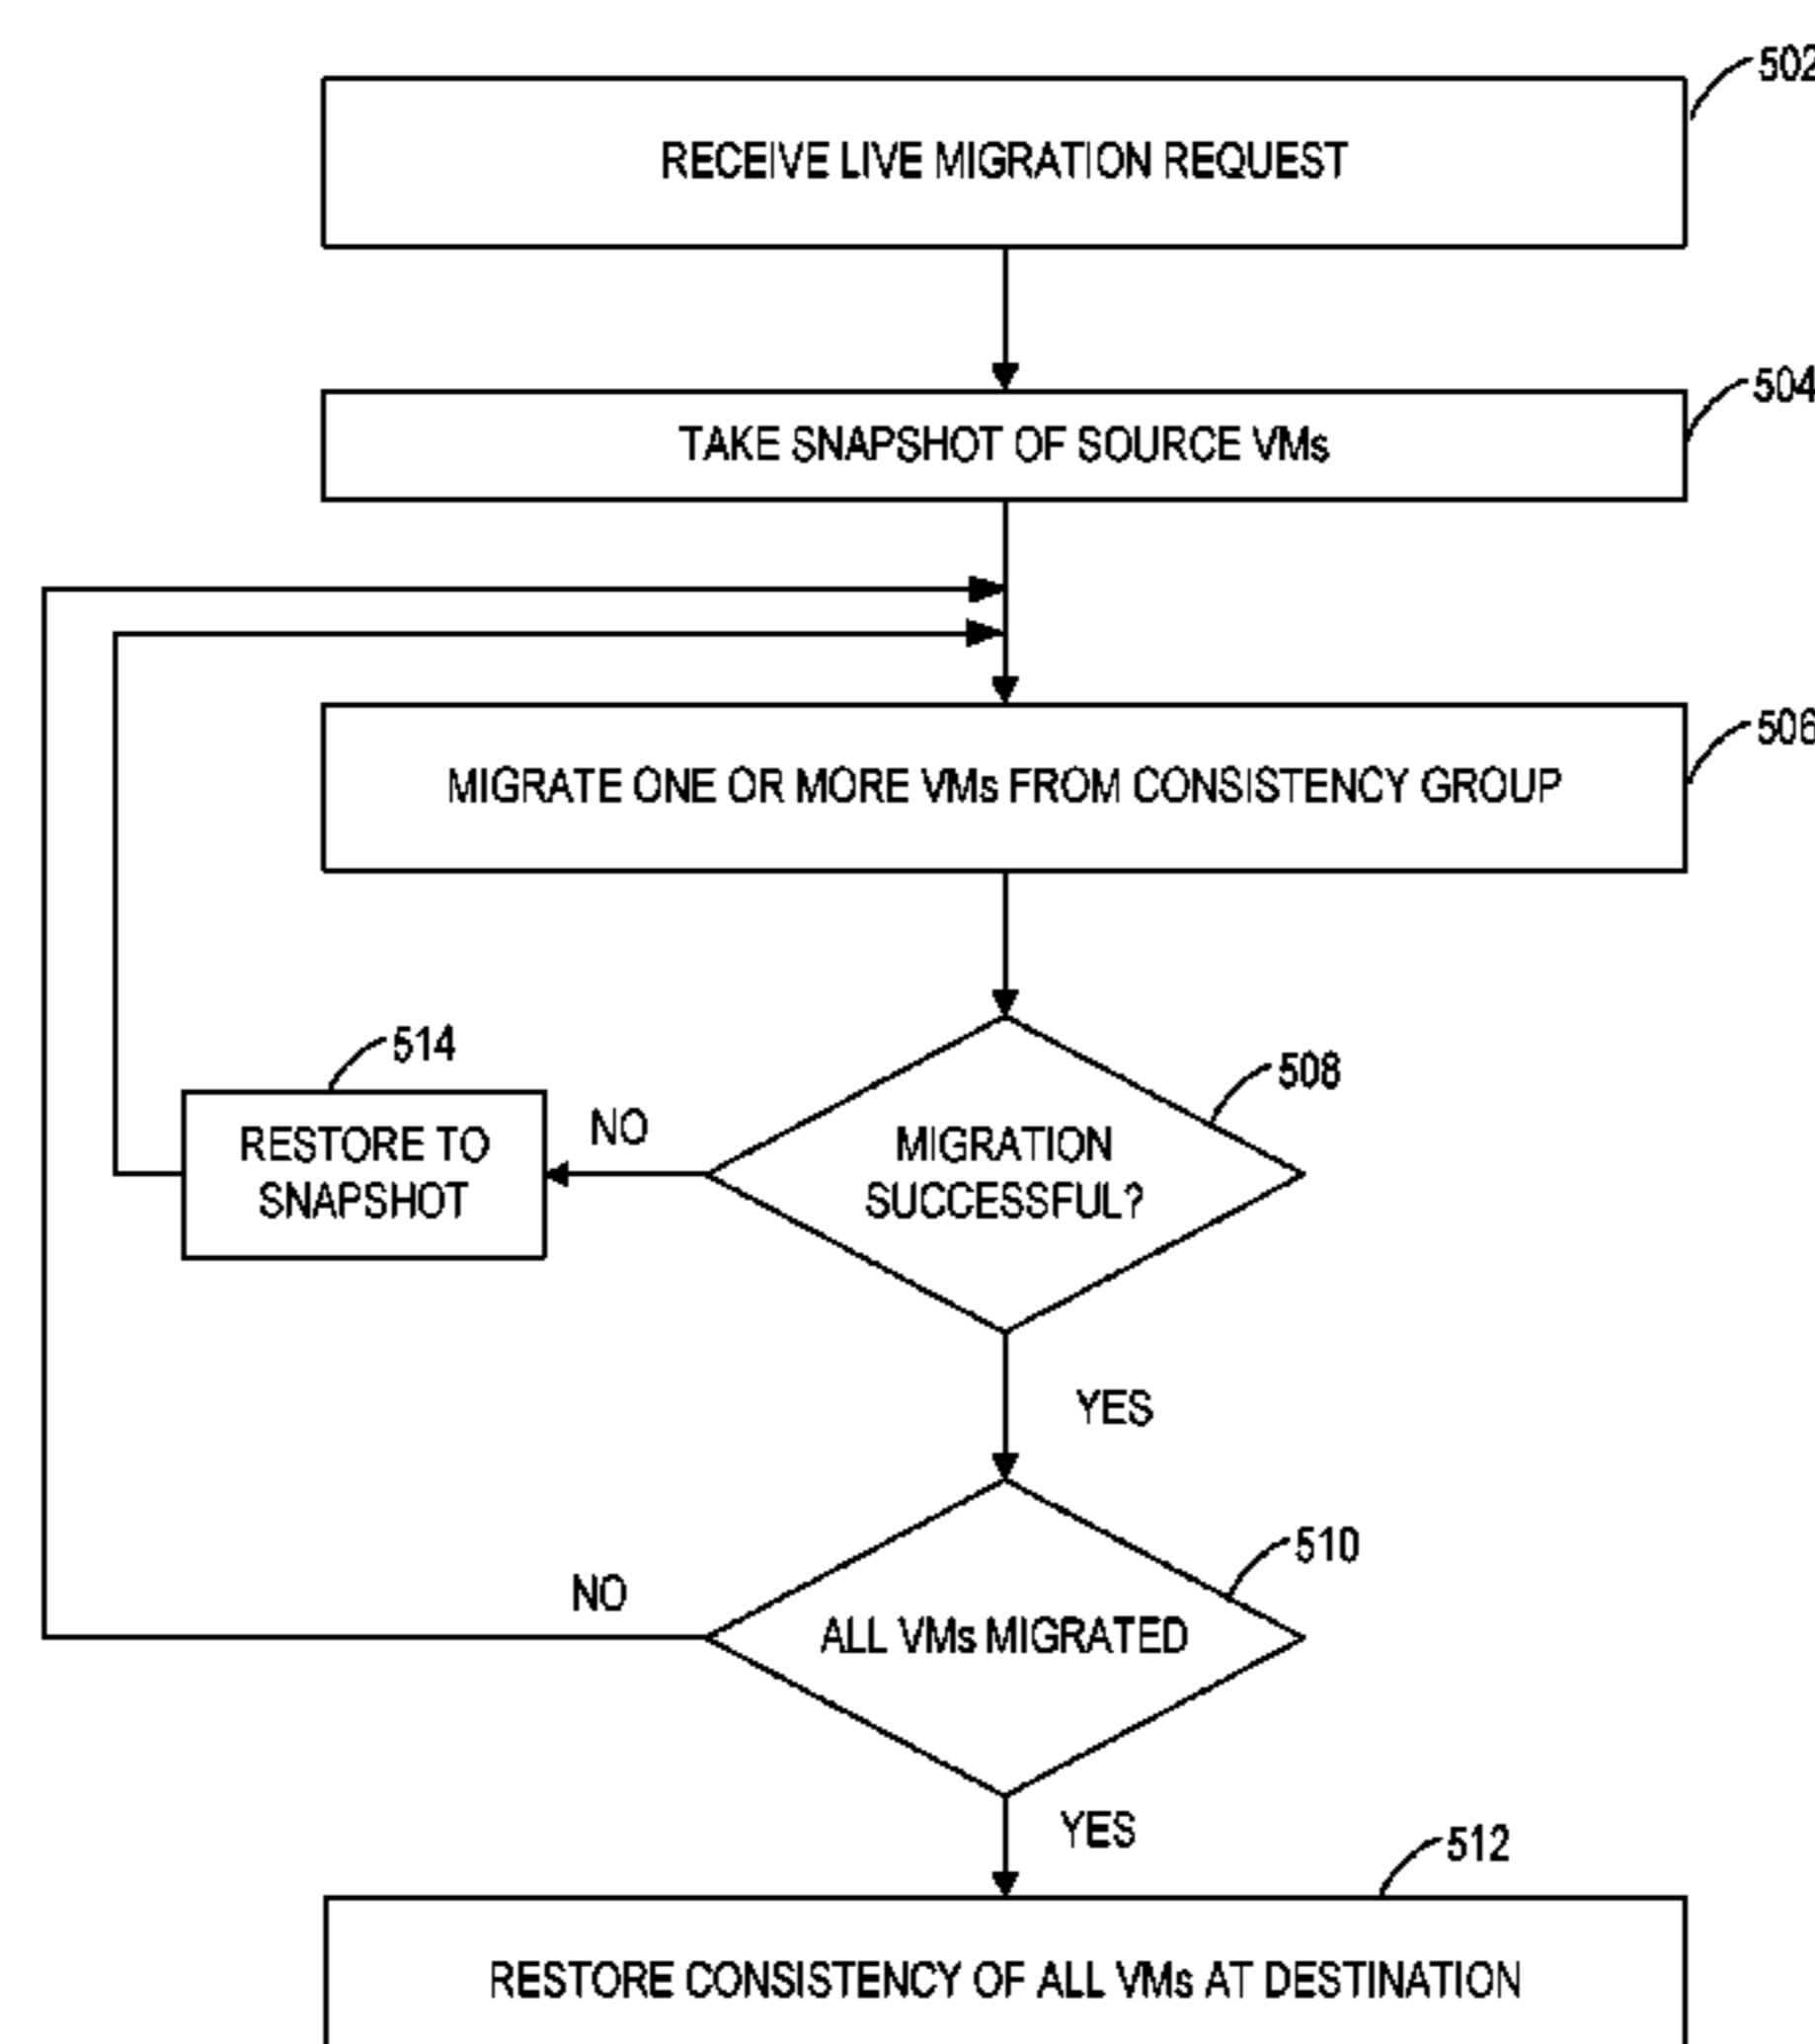 502
RECEIVE LIVE MIGRATION REQUEST
504
TAKE SNAPSHOT OF SOURCE VMs
506
MIGRATE ONE OR MORE VMs FROM CONSISTENCY GROUP
514
508
RESTORE TO
SNAPSHOT
NO
MIGRATION
SUCCESSFUL?
YES
510
NO
ALL VMs MIGRATED
YES
512
RESTORE CONSISTENCY OF ALL VMs AT DESTINATION